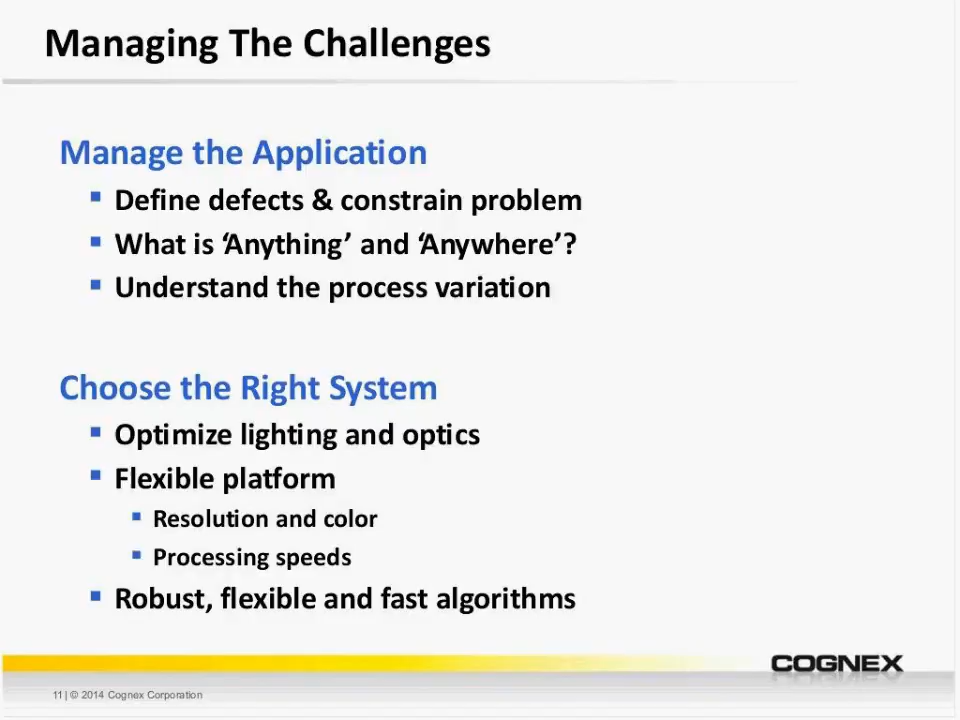 Managing The Challenges
Manage the Application
▪ Define defects & constrain problem
▪ What is ‘Anything’ and ‘Anywhere’?
▪ Understand the process variation
Choose the Right System
▪ Optimize lighting and optics
▪ Flexible platform
▪ Resolution and color
▪ Processing speeds
▪ Robust, flexible and fast algorithms
COGNEX
11| © 2014 Cognex Corporation